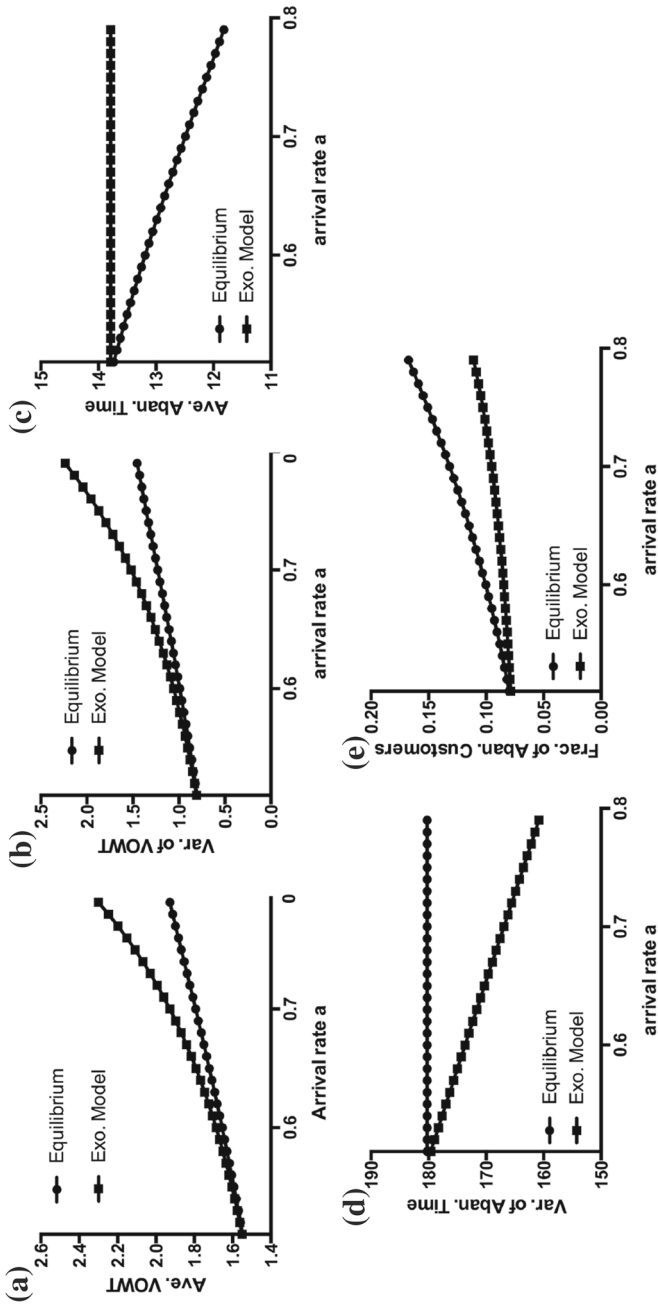 (a)
2.6
2.4
2.2
2.0
1.8
1.6
1.4
Ave. VOWT
Equilibrium
Exo. Model
0.6
0.7
0
Arrival rate a
(b)
2.5
2.0
1.5
1.0
0.5
0.0
Var. of VOWT
Equilibrium
Exo. Model
0.6
0.7
0
arrival rate a
(c)
15
14
13
12
11
Ave. Aban. Time
Equilibrium
Exo. Model
0.6
0.7
0.8
arrival rate a
(d)
190
180
170
160
150
Var. of Aban. Time
Equilibrium
Exo. Model
0.6
0.7
0.8
arrival rate a
(e)
0.20
0.15
0.10
0.05
0.00
Frac. of Aban. Customers
Equilibrium
Exo. Model
0.6
0.7
0.8
arrival rate a